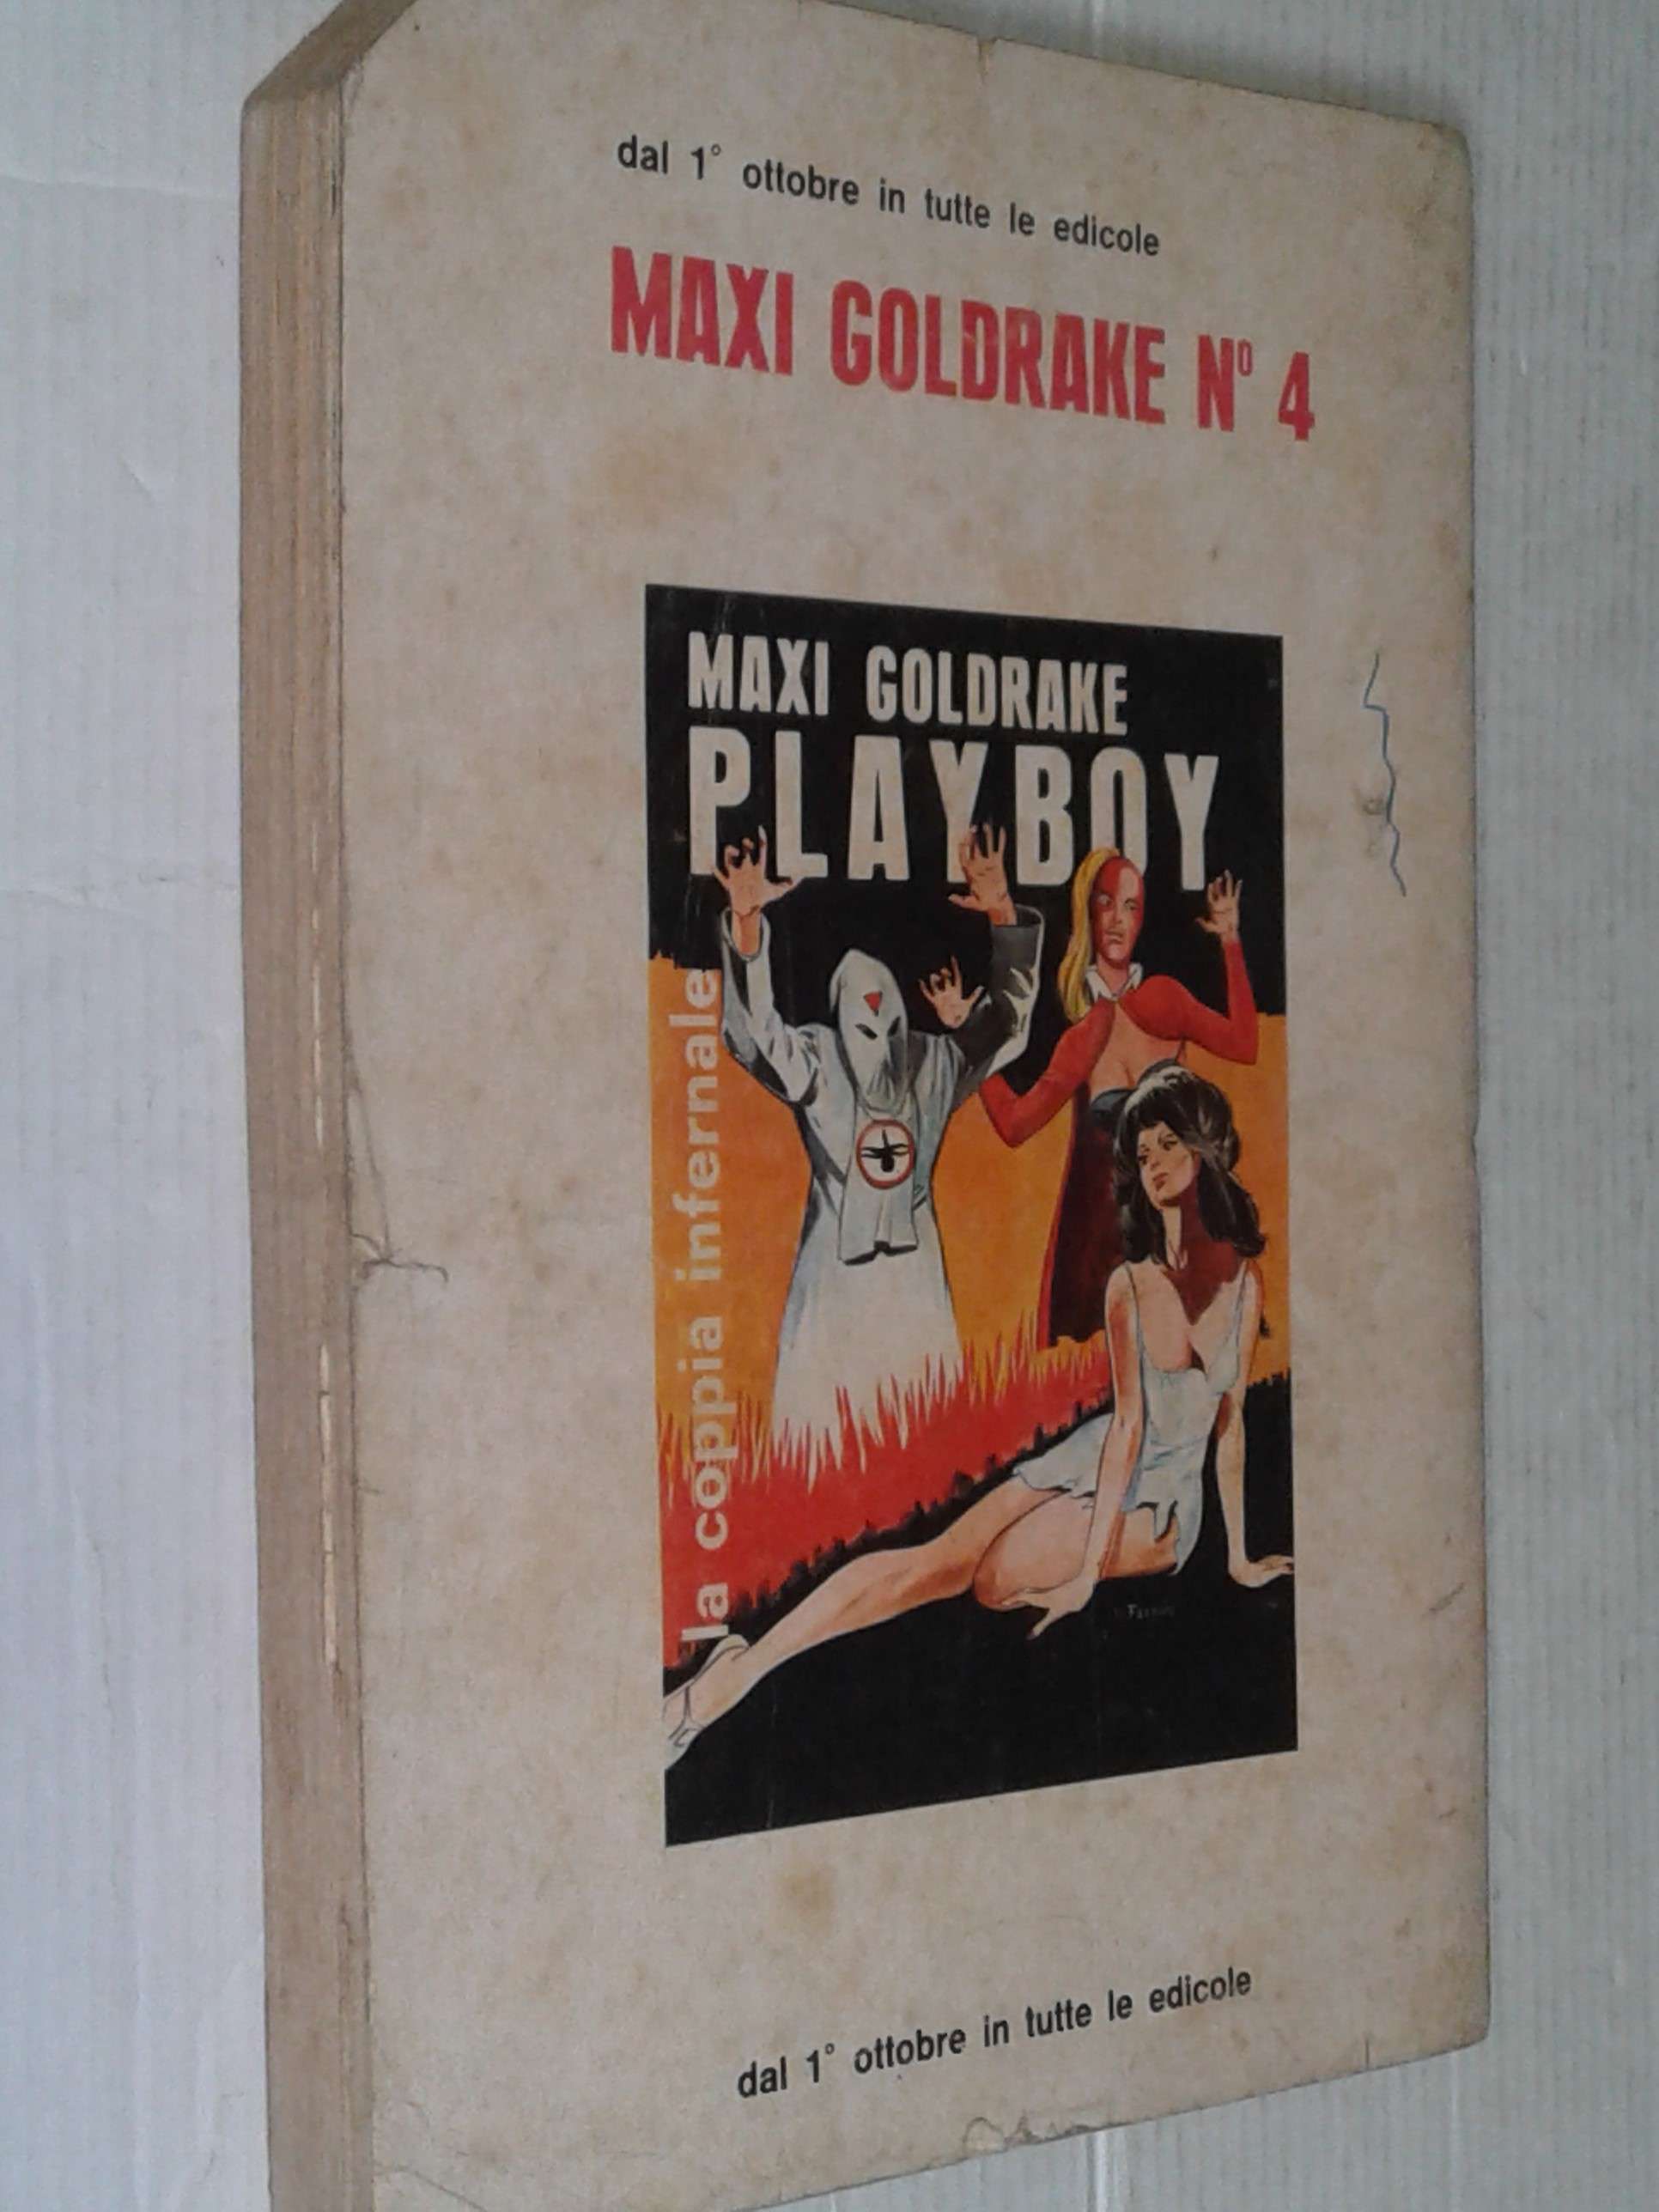 dal 1° ottobre in tutte le edicole
MAXI GOLDRAKE Nº 4
MAXI GOLDRAKE
PLAYBOY
la coppia infernale
dal 1° ottobre in tutte le edicole